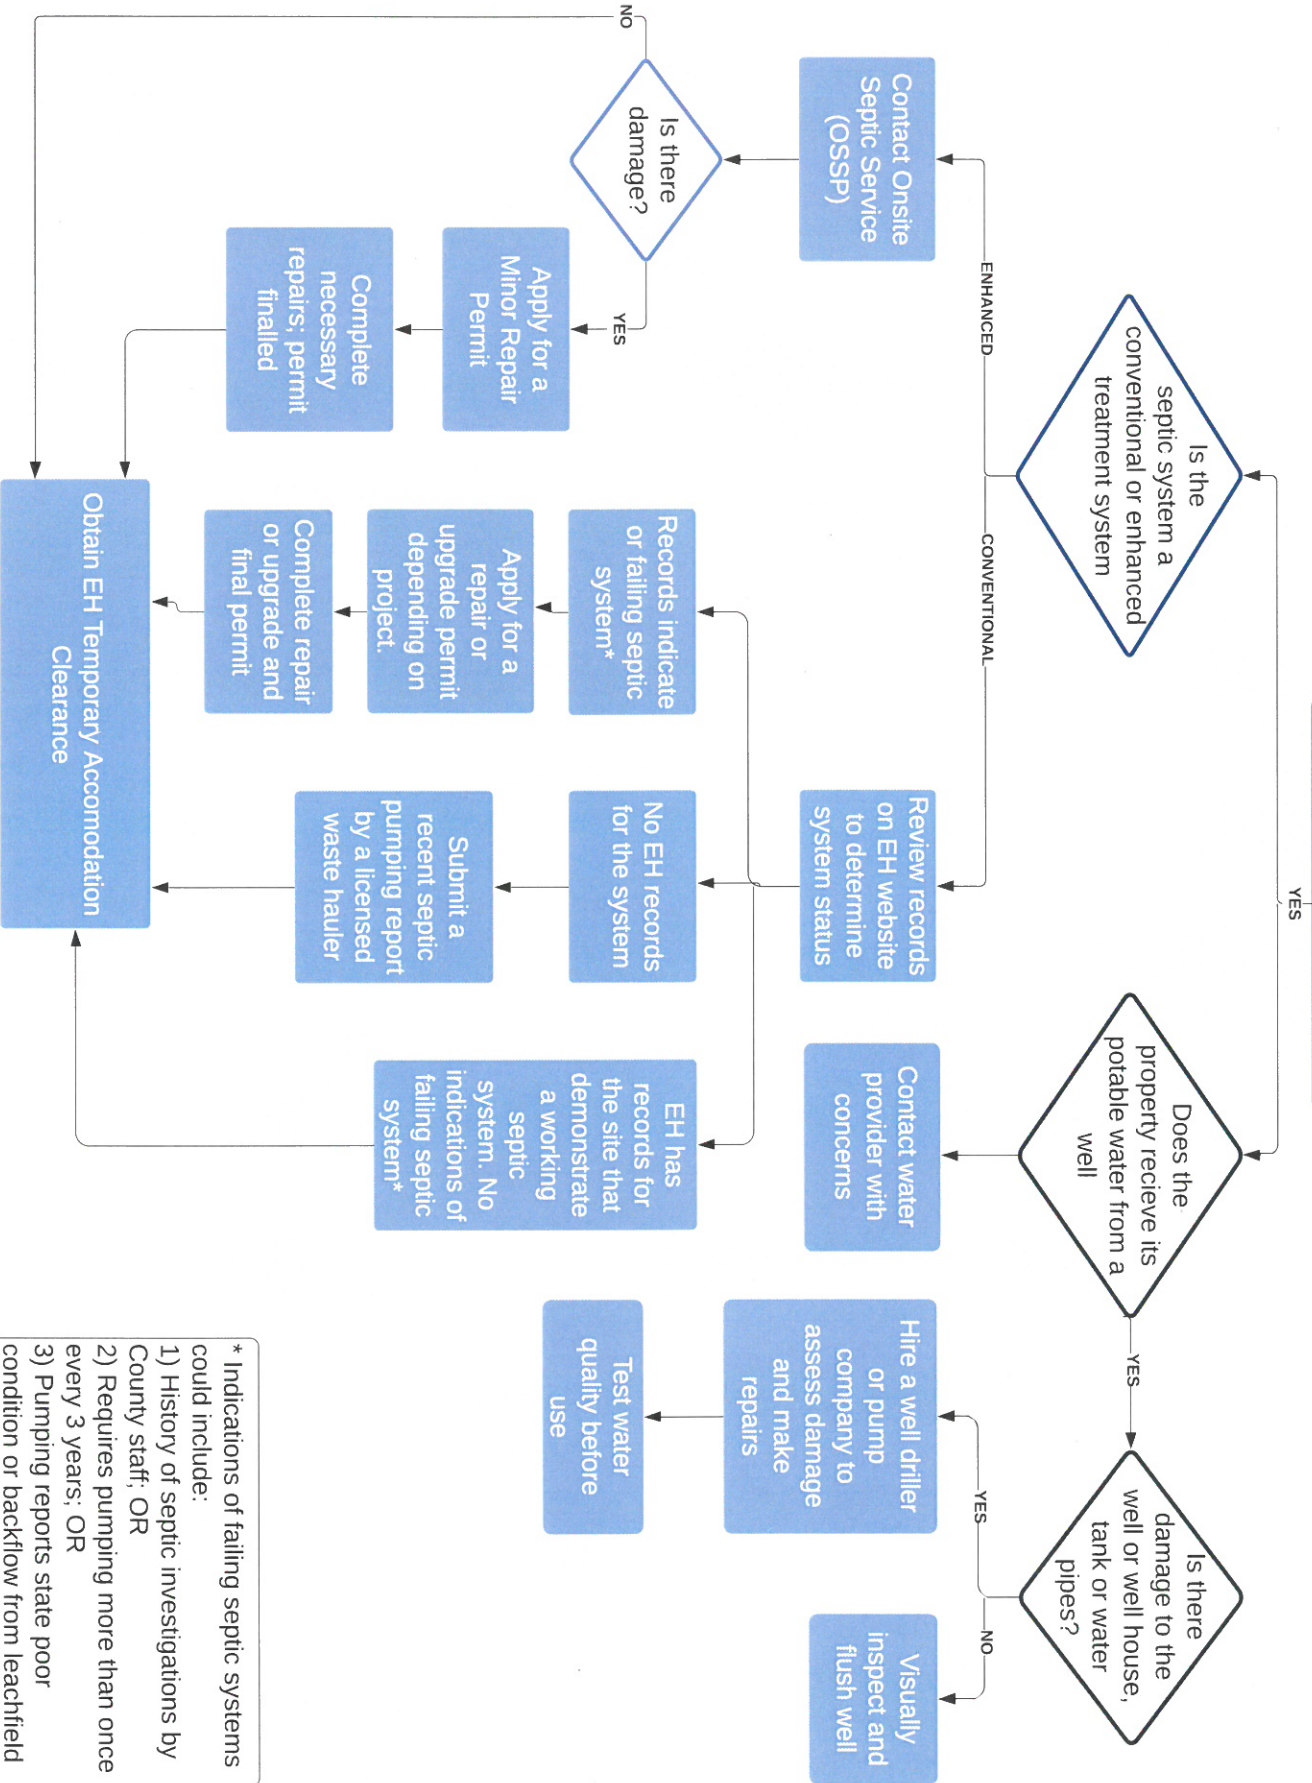 YES
Is the
septic system a
conventional or enhanced
treatment system
Does the
property recieve its
potable water from a
well
YES
Is there
damage to the
well or well house,
tank or water
pipes?
ENHANCED
CONVENTIONAL
YES
NO
Contact Onsite
Septic Service
(OSSP)
Review records
on EH website
to determine
system status
Contact water
provider with
concerns
Hire a well driller
or pump
company to
assess damage
and make
repairs
Visually
inspect and
flush well
NO
Is there
damage?
YES
Records indicate
or failing septic
system*
No EH records
for the system
EH has
records for
the site that
demonstrate
a working
septic
system. No
indications of
failing septic
system*
Test water
quality before
use
Apply for a
Minor Repair
Permit
Apply for a
repair or
upgrade permit
depending on
project.
Submit a
recent septic
pumping report
by a licensed
waste hauler
Complete
necessary
repairs; permit
finalled
Complete repair
or upgrade and
final permit
Obtain EH Temporary Accomodation
Clearance
* Indications of failing septic systems
could include:
1) History of septic investigations by
County staff; OR
2) Requires pumping more than once
every 3 years; OR
3) Pumping reports state poor
condition or backflow from leachfield